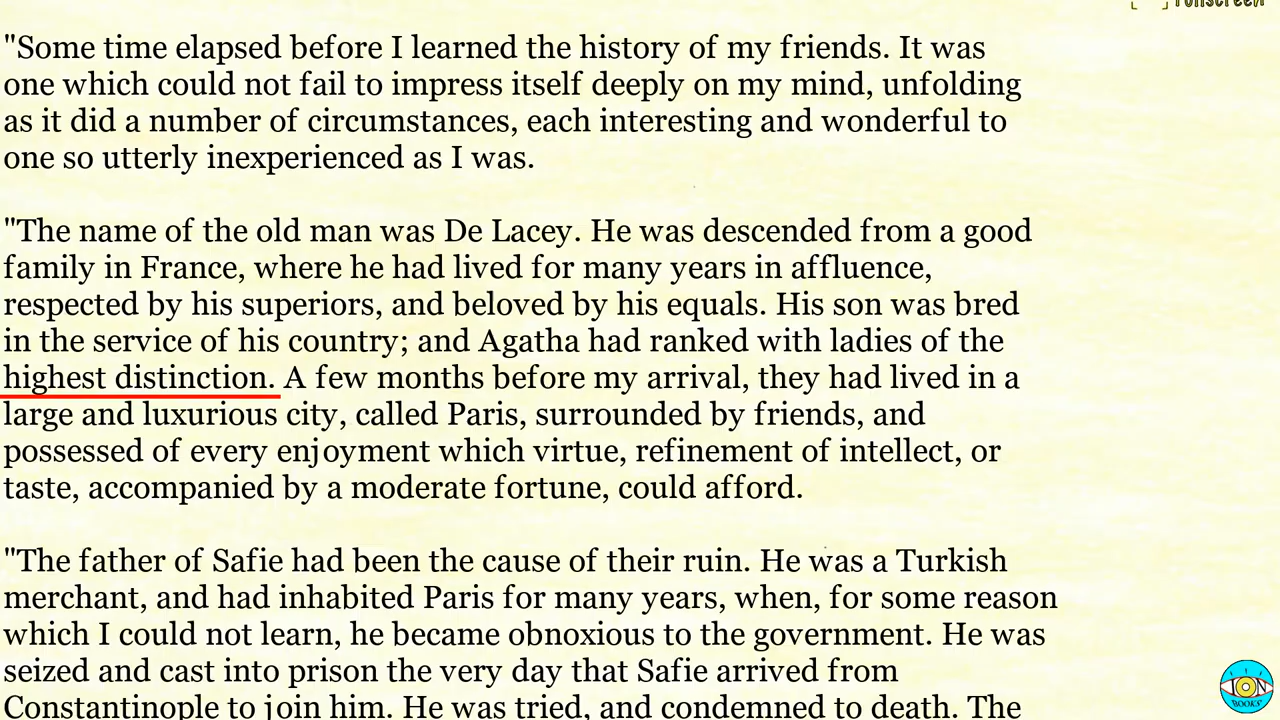 Fullscreen
"Some time elapsed before I learned the history of my friends. It was
one which could not fail to impress itself deeply on my mind, unfolding
as it did a number of circumstances, each interesting and wonderful to
one so utterly inexperienced as I was.
"The name of the old man was De Lacey. He was descended from a good
family in France, where he had lived for many years in affluence,
respected by his superiors, and beloved by his equals. His son was bred
in the service of his country; and Agatha had ranked with ladies of the
highest distinction. A few months before my arrival, they had lived in a
large and luxurious city, called Paris, surrounded by friends, and
possessed of every enjoyment which virtue, refinement of intellect, or
taste, accompanied by a moderate fortune, could afford.
"The father of Safie had been the cause of their ruin. He was a Turkish
merchant, and had inhabited Paris for many years, when, for some reason
which I could not learn, he became obnoxious to the government. He was
seized and cast into prison the very day that Safie arrived from
Constantinople to join him. He was tried, and condemned to death. The
ION
BOOKS